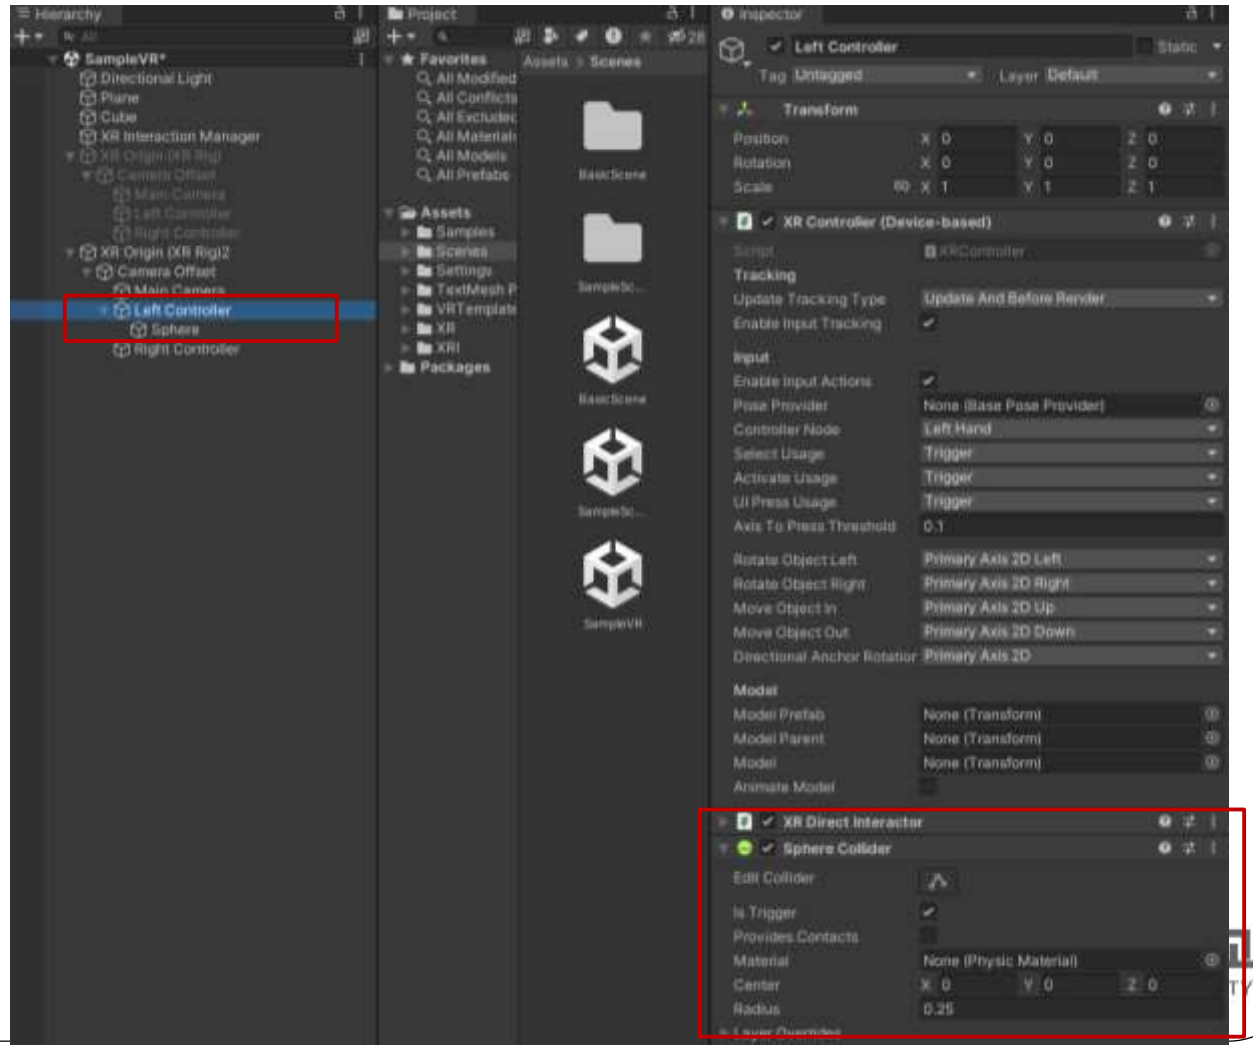 Hierarchy
All
SampleVR*
Directional Light
Plane
Cube
XR Interaction Manager
XR Origin (XR Rig)
Camera Offset
Main Camera
Left Controller
Right Controller
XR Origin (XR Rig)2
Camera Offset
Main Camera
Left Controller
Sphere
Right Controller
Project
28
Favorites
All Modified
All Conflicts
All Excluded
All Materials
All Models
All Prefabs
Assets
Samples
Scenes
Settings
TextMesh P
VRTemplate
XR
XRI
Packages
Assets > Scenes
BasicScene
SampleSc...
BasicScene
SampleSc...
SampleVR
Inspector
Left Controller Static
Tag Untagged Layer Default
Transform
Position X 0 Y 0 Z 0
Rotation X 0 Y 0 Z 0
Scale X 1 Y 1 Z 1
XR Controller (Device-based)
Script XRController
Tracking
Update Tracking Type Update And Before Render
Enable Input Tracking
Input
Enable Input Actions
Pose Provider None (Base Pose Provider)
Controller Node Left Hand
Select Usage Trigger
Activate Usage Trigger
UI Press Usage Trigger
Axis To Press Threshold 0.1
Rotate Object Left Primary Axis 2D Left
Rotate Object Right Primary Axis 2D Right
Move Object In Primary Axis 2D Up
Move Object Out Primary Axis 2D Down
Directional Anchor Rotation Primary Axis 2D
Model
Model Prefab None (Transform)
Model Parent None (Transform)
Model None (Transform)
Animate Model
XR Direct Interactor
Sphere Collider
Edit Collider
Is Trigger
Provides Contacts
Material None (Physic Material)
Center X 0 Y 0 Z 0
Radius 0.25
Layer Overrides
TY